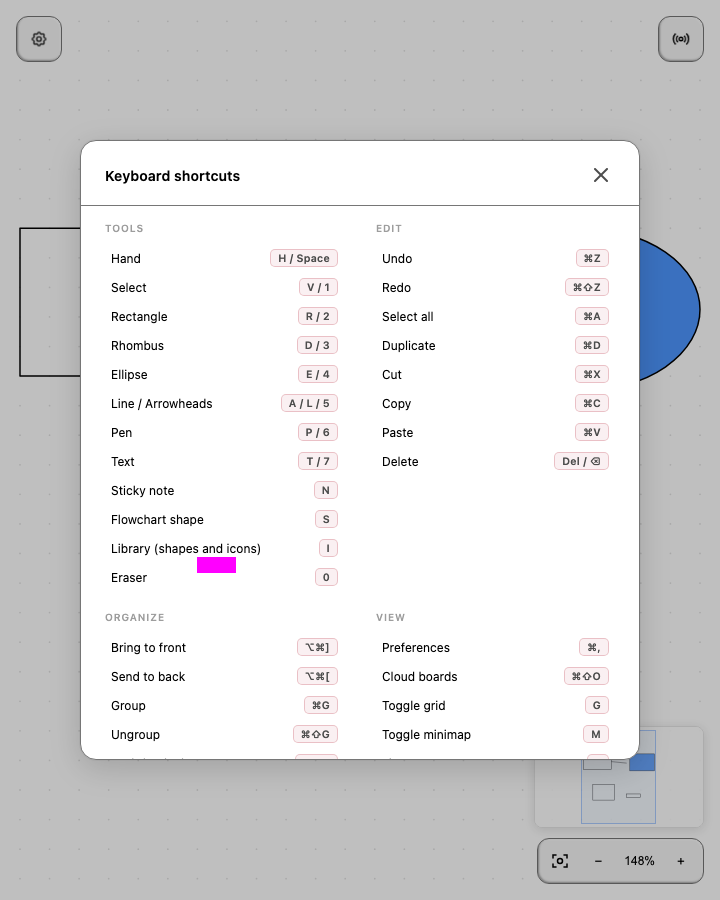 Keyboard shortcuts
TOOLS
Hand H / Space
Select V / 1
Rectangle R / 2
Rhombus D / 3
Ellipse E / 4
Line / Arrowheads A / L / 5
Pen P / 6
Text T / 7
Sticky note N
Flowchart shape S
Library (shapes and icons) I
Eraser 0
EDIT
Undo ⌘Z
Redo ⌘⇧Z
Select all ⌘A
Duplicate ⌘D
Cut ⌘X
Copy ⌘C
Paste ⌘V
Delete Del / ⌫
ORGANIZE
Bring to front ⌥⌘]
Send to back ⌥⌘[
Group ⌘G
Ungroup ⌘⇧G
VIEW
Preferences ⌘,
Cloud boards ⌘⇧O
Toggle grid G
Toggle minimap M
− 148% +